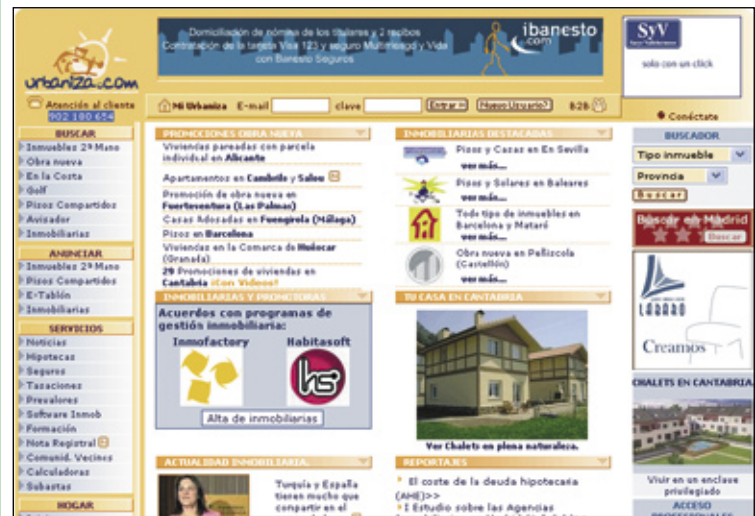 Domiciliación de nómina de los titulares y 2 recibos
Contratación de la tarjeta Visa 123 y seguro Multirriesgo y Vida
con Banesto Seguros
ibanesto
.com
SyV
solo con un click
urbaniza.com
Atención al cliente
902 180 654
Mi Urbaniza E-mail clave Entrar Nuevo Usuario? B2B
Conéctate
BUSCAR
Inmuebles 2ª Mano
Obra nueva
En la Costa
Golf
Pisos Compartidos
Avisador
Inmobiliarias
ANUNCIAR
Inmuebles 2ª Mano
Pisos Compartidos
E-Tablón
Inmobiliarias
SERVICIOS
Noticias
Hipotecas
Seguros
Tasaciones
Prevalores
Software Inmob
Formación
Nota Registral
Comunid. Vecinos
Calculadoras
Subastas
HOGAR
PROMOCIONES OBRA NUEVA
Viviendas pareadas con parcela
individual en Alicante
Apartamentos en Cambrils y Salou
Promoción de obra nueva en
Fuerteventura (Las Palmas)
Casas Adosadas en Fuengirola (Málaga)
Pisos en Barcelona
Viviendas en la Comarca de Huéscar
(Granada)
29 Promociones de viviendas en
Cantabria ¡Con Videos!
INMOBILIARIAS Y PROMOTORAS
Acuerdos con programas de
gestión inmobiliaria:
Inmofactory Habitasoft
hs
Alta de inmobiliarias
ACTUALIDAD INMOBILIARIA.
Turquía y España
tienen mucho que
compartir en el
INMOBILIARIAS DESTACADAS
Pisos y Casas en En Sevilla
ver más...
Pisos y Solares en Baleares
ver más...
Todo tipo de inmuebles en
Barcelona y Mataró
ver más...
Obra nueva en Peñiscola
(Castellón)
ver más...
TU CASA EN CANTABRIA
Ver Chalets en plena naturaleza.
REPORTAJES
El coste de la deuda hipotecaria
(AHE)>>
I Estudio sobre las Agencias
BUSCADOR
Tipo inmueble
Provincia
Buscar
Buscar en Madrid
Buscar
LÁBARO
Creamos
CHALETS EN CANTABRIA
Vivir en un enclave
privilegiado
ACCESO
PROFESIONALES